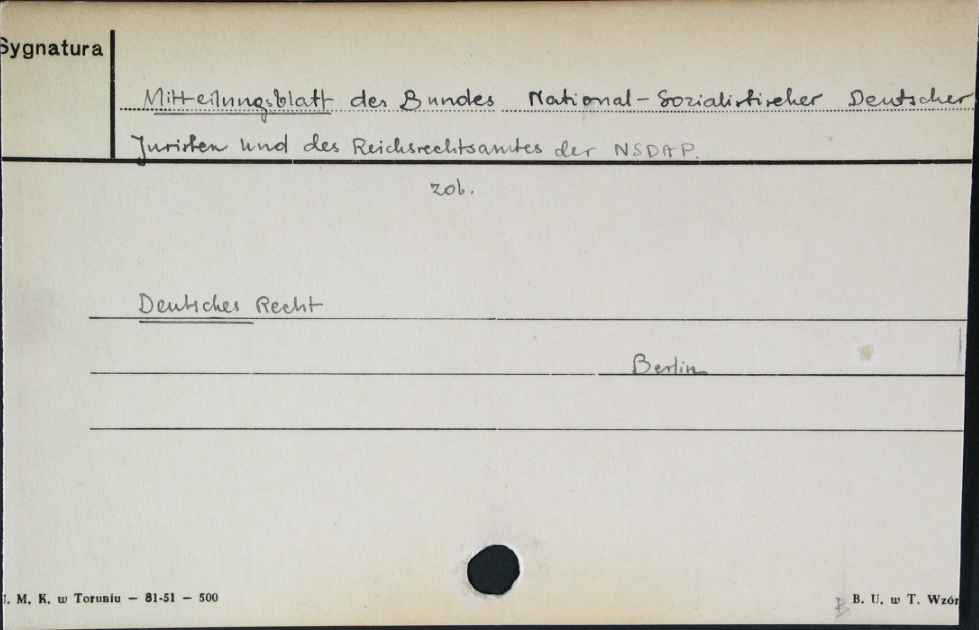 Sygnatura
Mitteilungsblatt des Bundes National-Sozialistischer Deutscher
Juristen und des Reichsrechtsamtes der NSDAP.
zob.
Deutsches Recht
Berlin
U. M. K. w Toruniu — 81-51 — 500
B. U. w T. Wzór